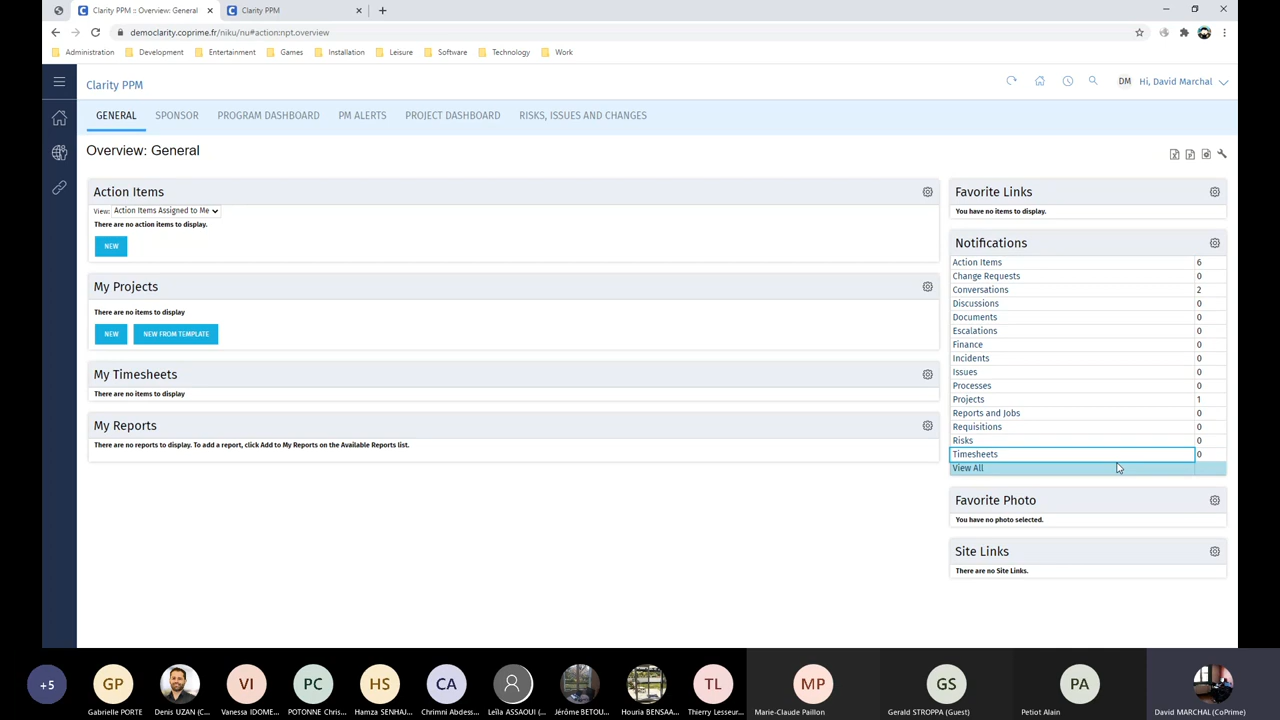 Clarity PPM :: Overview: General
Clarity PPM
democlarity.coprime.fr/niku/nu#action:npt.overview
Administration
Development
Entertainment
Games
Installation
Leisure
Software
Technology
Work
Clarity PPM
DM
Hi, David Marchal
GENERAL
SPONSOR
PROGRAM DASHBOARD
PM ALERTS
PROJECT DASHBOARD
RISKS, ISSUES AND CHANGES
Overview: General
Action Items
View: Action Items Assigned to Me
There are no action items to display.
NEW
My Projects
There are no items to display
NEW
NEW FROM TEMPLATE
My Timesheets
There are no items to display
My Reports
There are no reports to display. To add a report, click Add to My Reports on the Available Reports list.
Favorite Links
You have no items to display.
Notifications
Action Items 6
Change Requests 0
Conversations 2
Discussions 0
Documents 0
Escalations 0
Finance 0
Incidents 0
Issues 0
Processes 0
Projects 1
Reports and Jobs 0
Requisitions 0
Risks 0
Timesheets 0
View All
Favorite Photo
You have no photo selected.
Site Links
There are no Site Links.
+5
GP
VI
PC
HS
CA
TL
MP
GS
PA
Gabrielle PORTE
Denis UZAN (C...
Vanessa IDOME...
POTONNE Chris...
Hamza SENHAJ...
Chrimni Abdess...
Leïla ASSAOUI (...
Jérôme BETOU...
Houria BENSAA...
Thierry Lesseur...
Marie-Claude Paillon
Gerald STROPPA (Guest)
Petiot Alain
David MARCHAL (CoPrime)